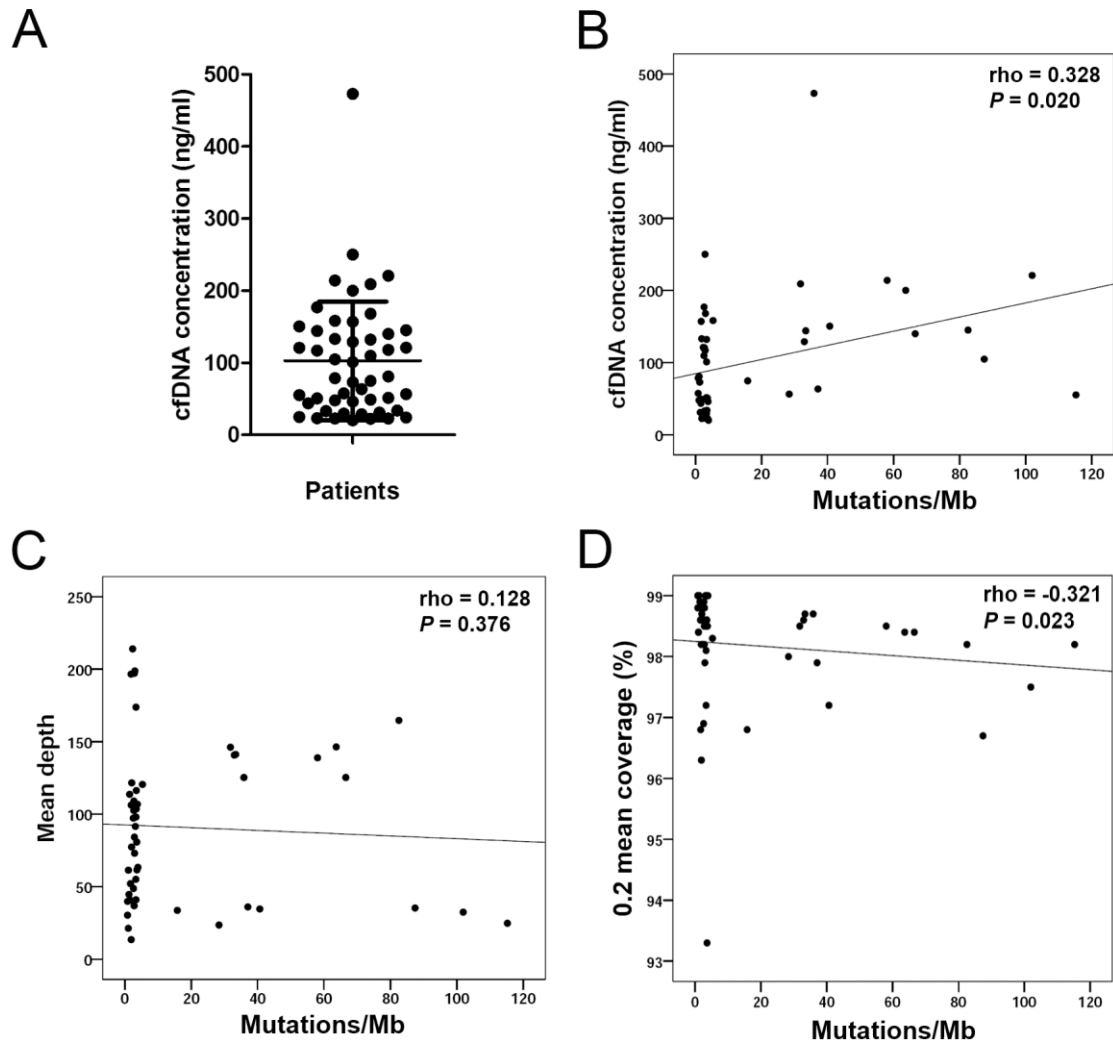 A
cfDNA concentration (ng/ml)
500
400
300
200
100
0
Patients
B
cfDNA concentration (ng/ml)
500
400
300
200
100
0
rho = 0.328
P = 0.020
0 20 40 60 80 100 120
Mutations/Mb
C
Mean depth
250
200
150
100
50
0
rho = 0.128
P = 0.376
0 20 40 60 80 100 120
Mutations/Mb
D
0.2 mean coverage (%)
99
98
97
96
95
94
93
rho = -0.321
P = 0.023
0 20 40 60 80 100 120
Mutations/Mb